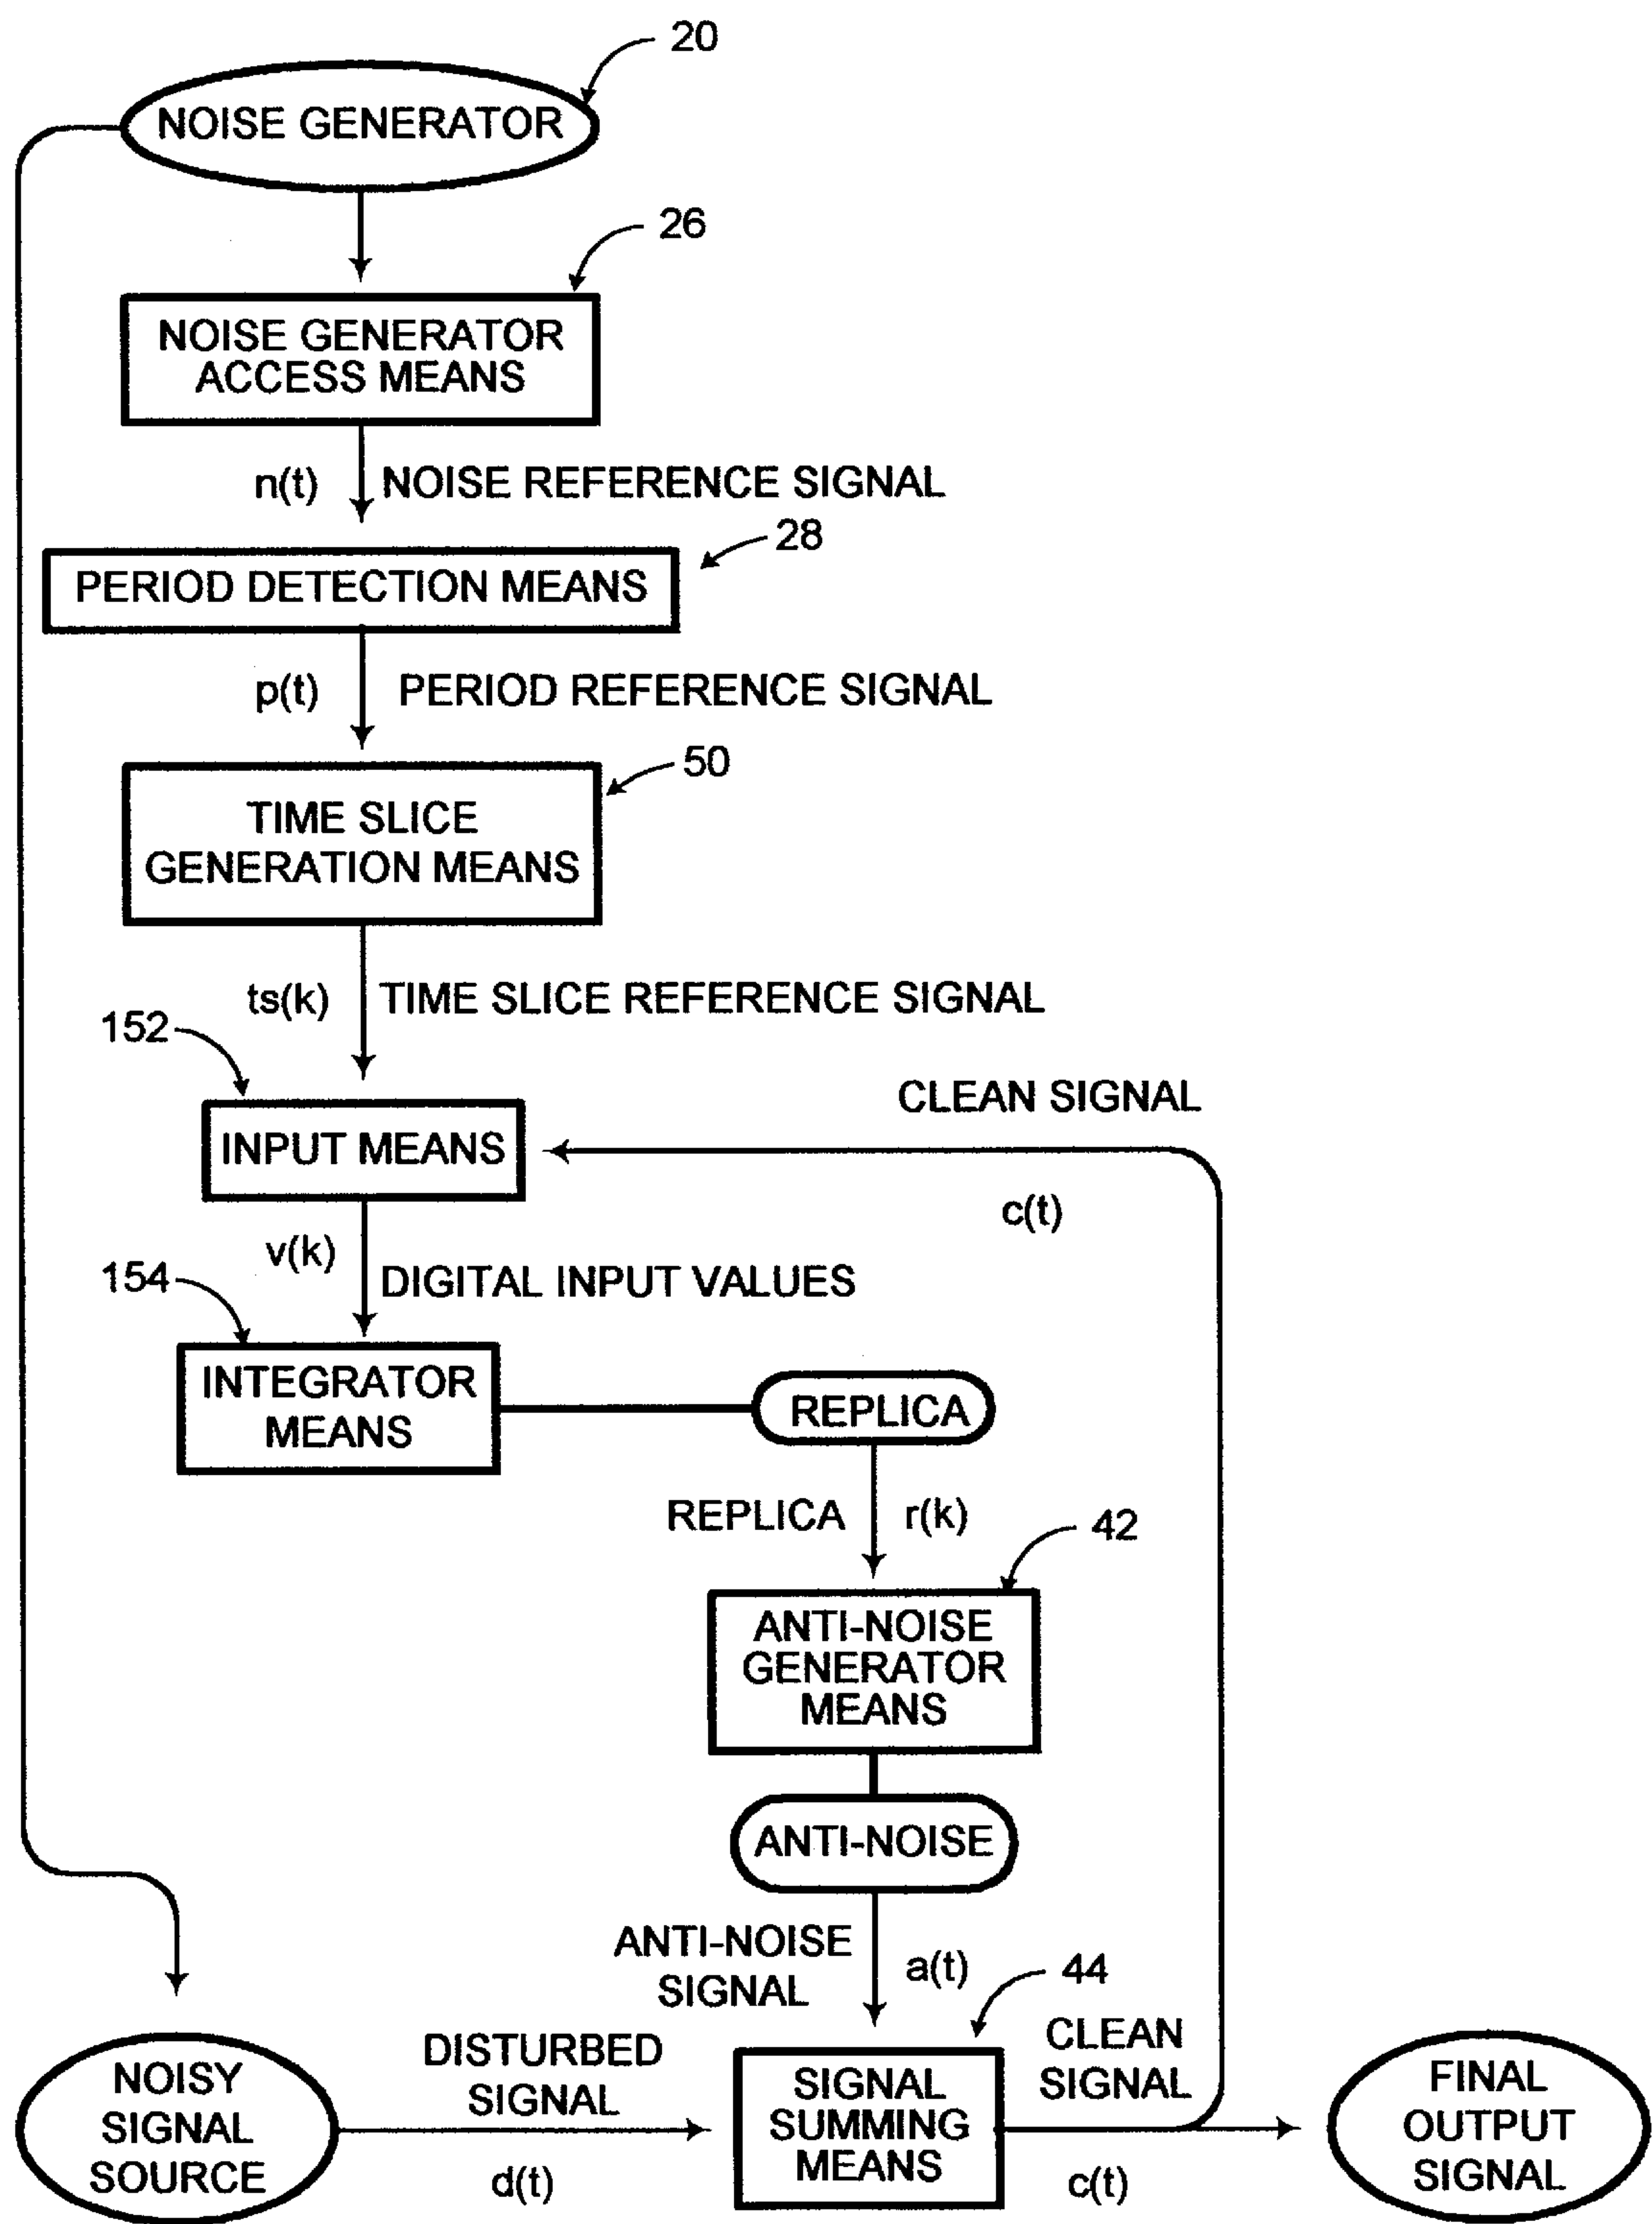 20
NOISE GENERATOR
26
NOISE GENERATOR
ACCESS MEANS
n(t) NOISE REFERENCE SIGNAL
28
PERIOD DETECTION MEANS
p(t) PERIOD REFERENCE SIGNAL
50
TIME SLICE
GENERATION MEANS
ts(k) TIME SLICE REFERENCE SIGNAL
152
CLEAN SIGNAL
INPUT MEANS
c(t)
v(k)
154
DIGITAL INPUT VALUES
INTEGRATOR
MEANS
REPLICA
REPLICA r(k)
42
ANTI-NOISE
GENERATOR
MEANS
ANTI-NOISE
ANTI-NOISE
SIGNAL
a(t)
44
DISTURBED
SIGNAL
CLEAN
SIGNAL
NOISY
SIGNAL
SOURCE
SIGNAL
SUMMING
MEANS
FINAL
OUTPUT
SIGNAL
d(t)
c(t)